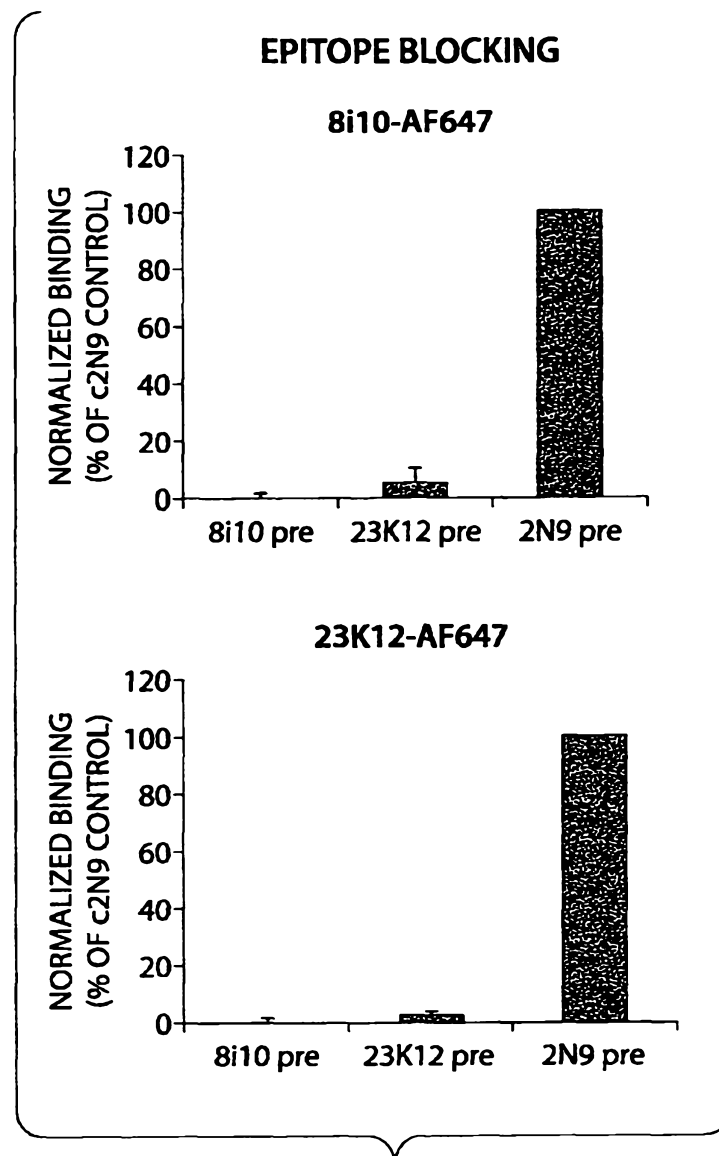 EPITOPE BLOCKING
8i10-AF647
NORMALIZED BINDING
(% OF c2N9 CONTROL)
120
100
80
60
40
20
0
8i10 pre 23K12 pre 2N9 pre
23K12-AF647
NORMALIZED BINDING
(% OF c2N9 CONTROL)
120
100
80
60
40
20
0
8i10 pre 23K12 pre 2N9 pre